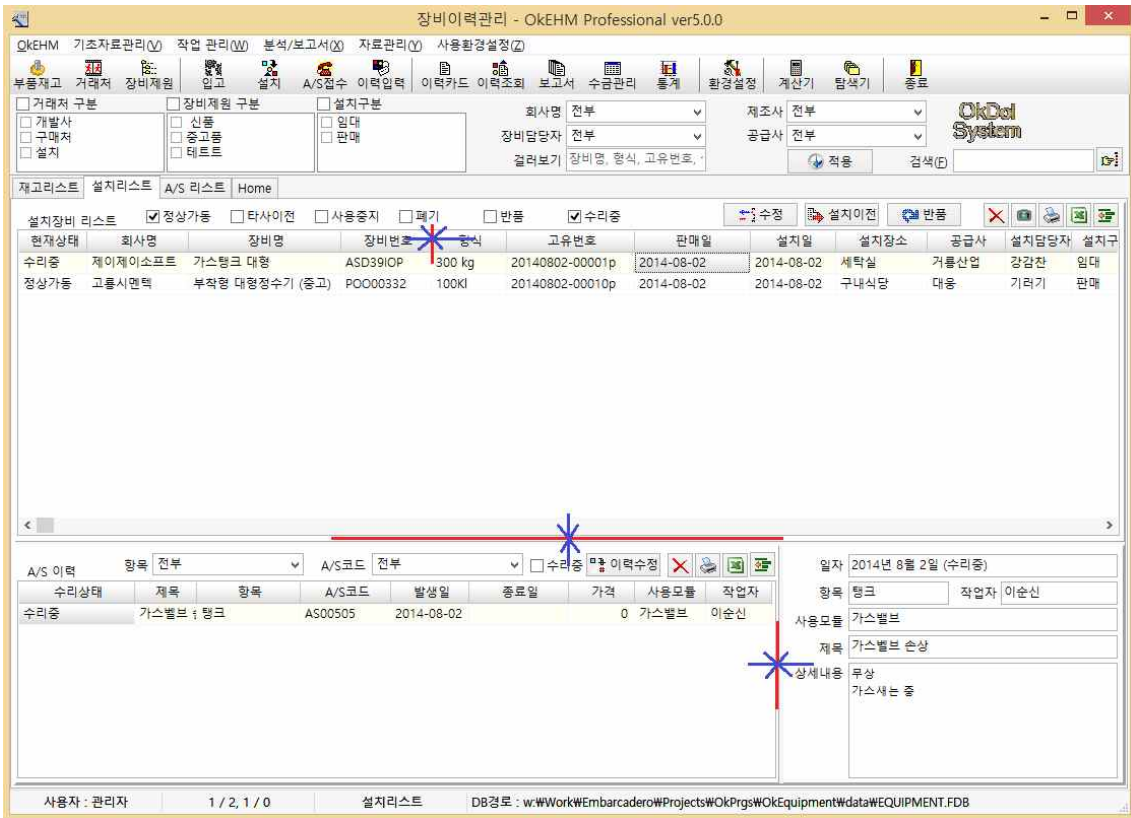 장비이력관리 - OkEHM Professional ver5.0.0
OkEHM 기초자료관리(V) 작업 관리(W) 분석/보고서(X) 자료관리(Y) 사용환경설정(Z)
부품재고 거래처 장비제원 입고 설치 A/S접수 이력입력 이력카드 이력조회 보고서 수금관리 통계 환경설정 계산기 탐색기 종료
거래처 구분 장비제원 구분 설치구분
개발사 신품 임대
구매처 중고품 판매
설치 테트트
회사명 전부 제조사 전부
장비담당자 전부 공급사 전부
걸러보기 장비명, 형식, 고유번호, 적용 검색(F)
OkDol
System
재고리스트 설치리스트 A/S 리스트 Home
설치장비 리스트 정상가동 타사이전 사용중지 폐기 반품 수리중 수정 설치이전 반품
현재상태 회사명 장비명 장비번호 형식 고유번호 판매일 설치일 설치장소 공급사 설치담당자 설치구
수리중 제이제이소프트 가스탱크 대형 ASD39IOP 300 kg 20140802-00001p 2014-08-02 2014-08-02 세탁실 거룡산업 강감찬 임대
정상가동 고룡시멘텍 부착형 대형정수기 (중고) POO00332 100Kl 20140802-00010p 2014-08-02 2014-08-02 구내식당 대웅 기러기 판매
A/S 이력 항목 전부 A/S코드 전부 수리중 이력수정
수리상태 제목 항목 A/S코드 발생일 종료일 가격 사용모듈 작업자
수리중 가스벨브 탱크 AS00505 2014-08-02 0 가스밸브 이순신
일자 2014년 8월 2일 (수리중)
항목 탱크 작업자 이순신
사용모듈 가스밸브
제목 가스벨브 손상
상세내용 무상
가스새는 중
사용자 : 관리자 1 / 2, 1 / 0 설치리스트 DB경로 : w:₩Work₩Embarcadero₩Projects₩OkPrgs₩OkEquipment₩data₩EQUIPMENT.FDB